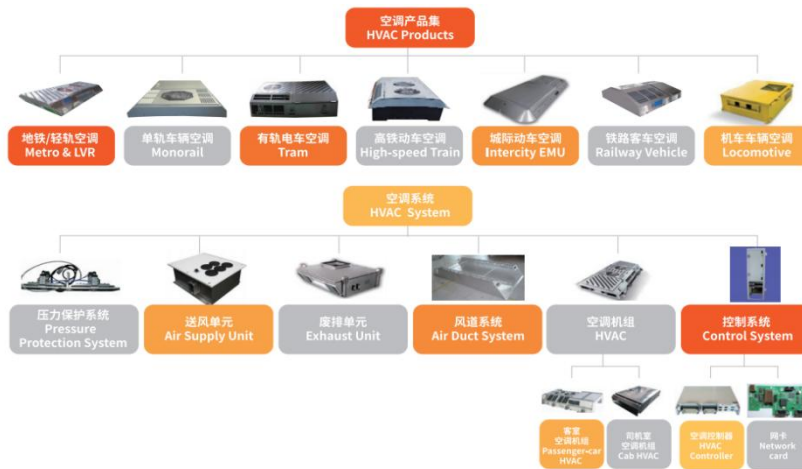 空调产品集
HVAC Products
地铁/轻轨空调
Metro & LVR
单轨车辆空调
Monorail
有轨电车空调
Tram
高铁动车空调
High-speed Train
城际动车空调
Intercity EMU
铁路客车空调
Railway Vehicle
机车车辆空调
Locomotive
空调系统
HVAC System
压力保护系统
Pressure
Protection System
送风单元
Air Supply Unit
废排单元
Exhaust Unit
风道系统
Air Duct System
空调机组
HVAC
控制系统
Control System
客室
空调机组
Passenger-car
HVAC
司机室
空调机组
Cab HVAC
空调控制器
HVAC
Controller
网卡
Network
card